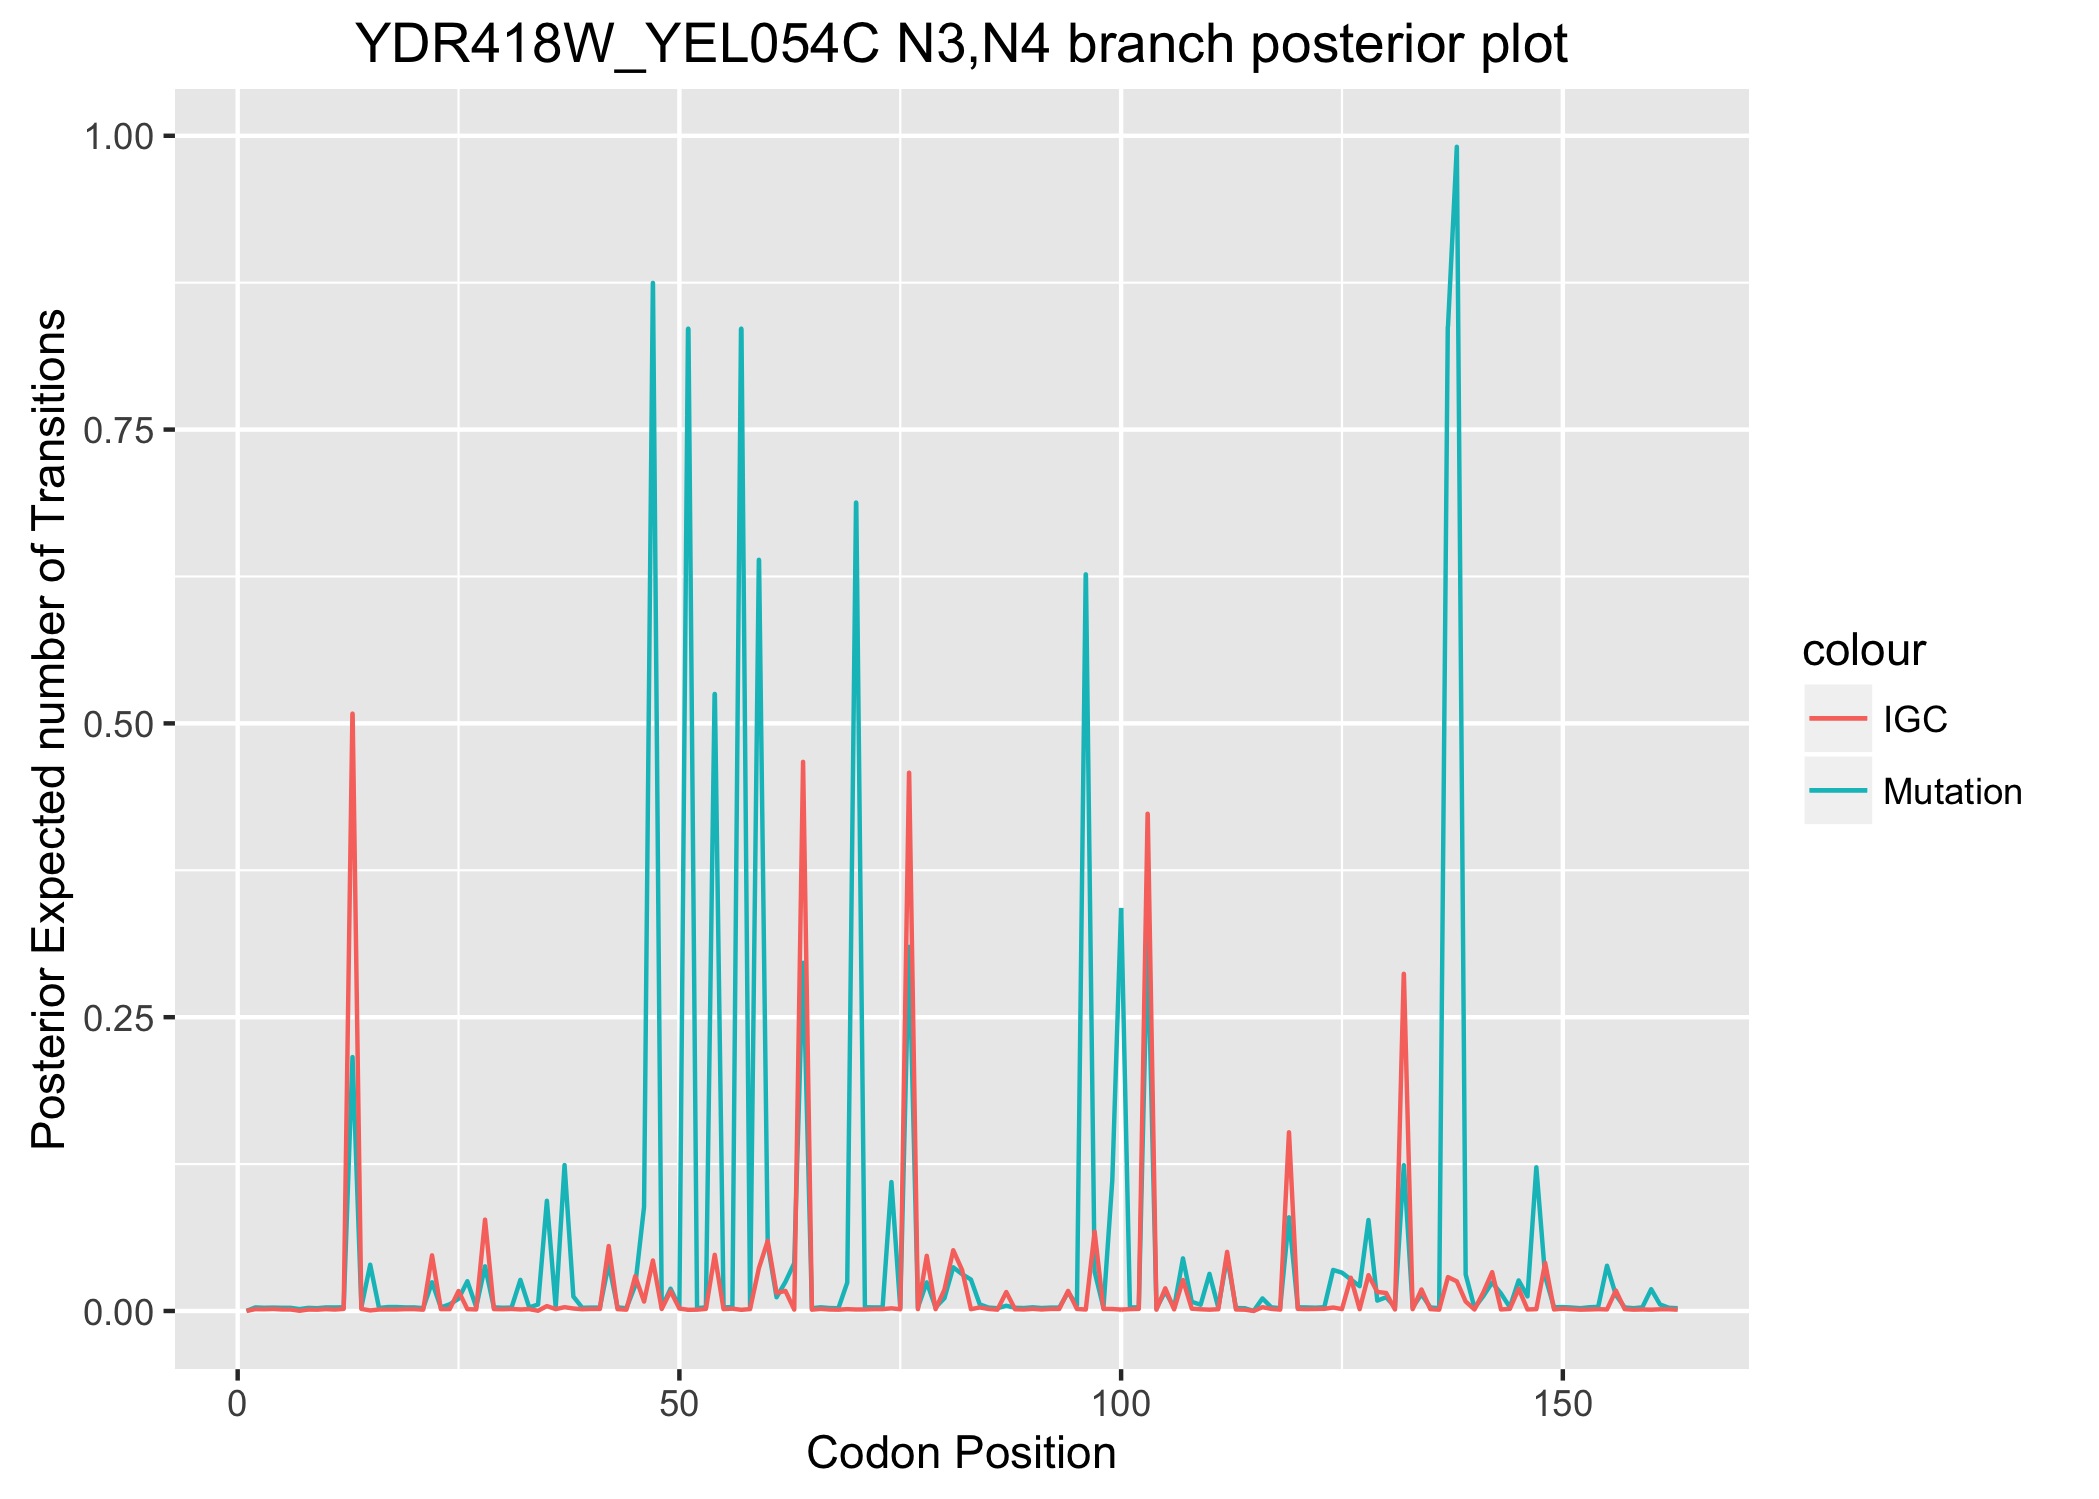 YDR418W_YEL054C N3,N4 branch posterior plot
Posterior Expected number of Transitions
1.00
0.75
0.50
0.25
0.00
0
50
100
150
Codon Position
colour
IGC
Mutation